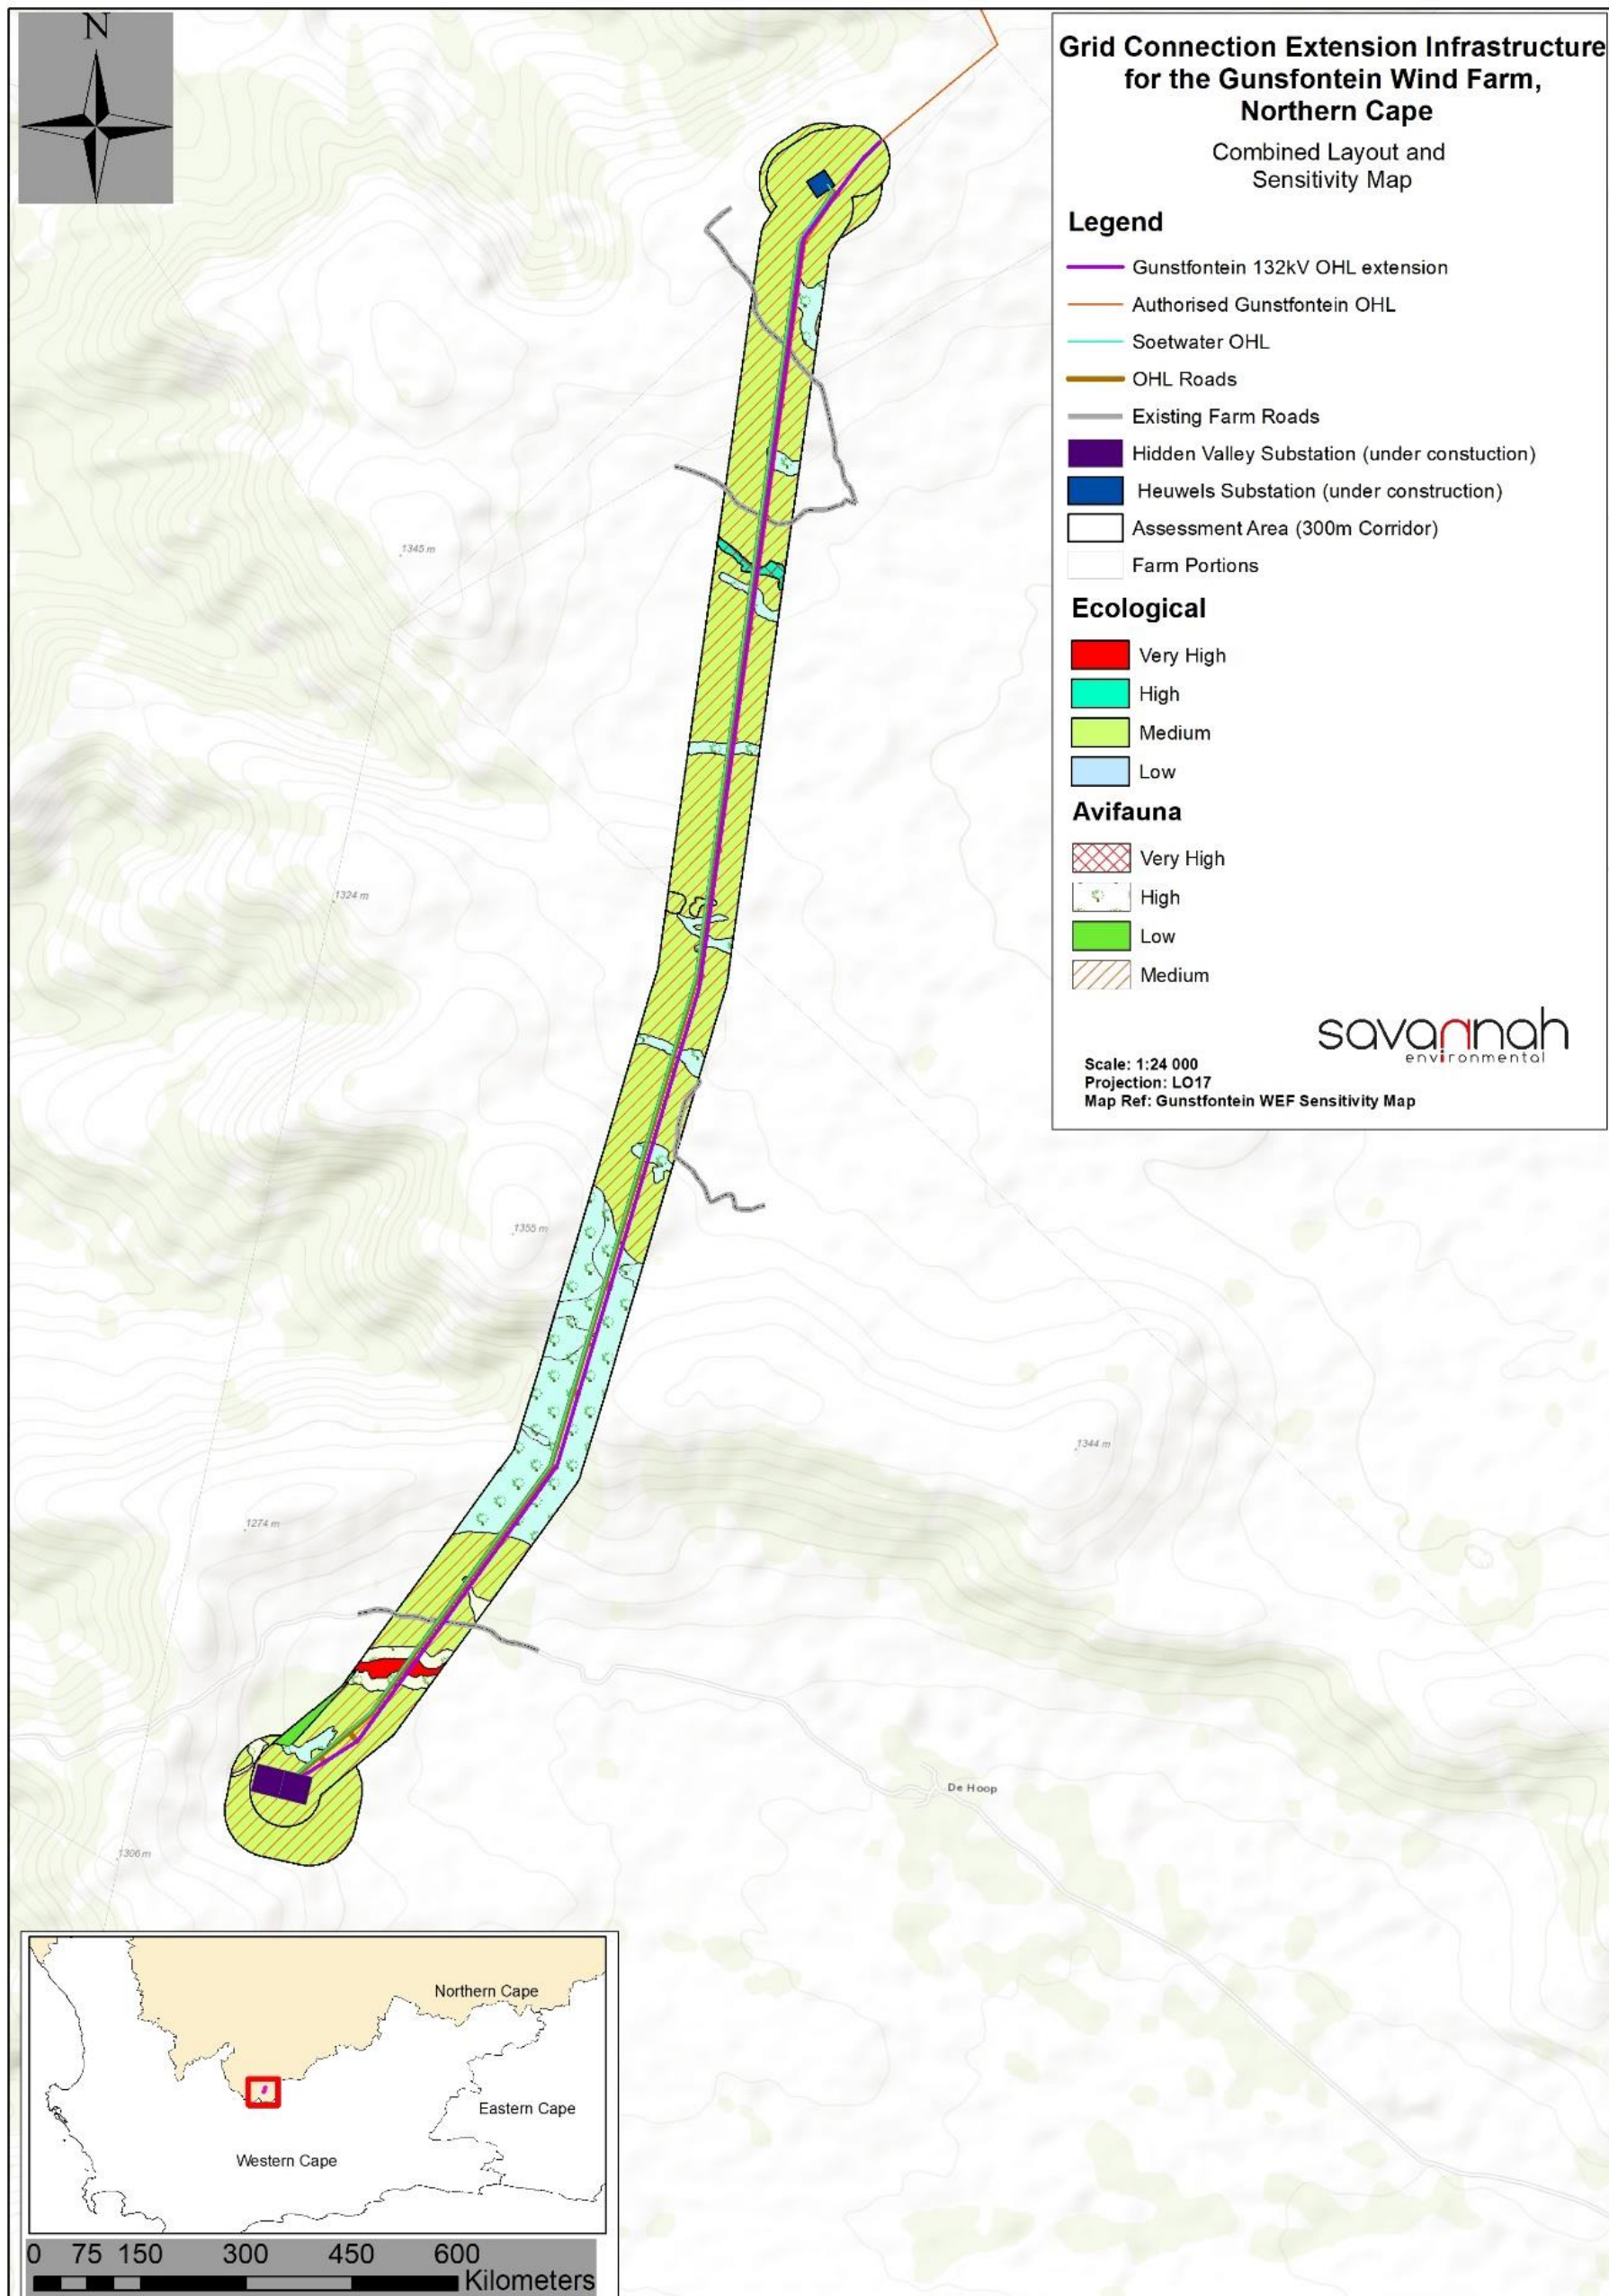 N
Grid Connection Extension Infrastructure
for the Gunsfontein Wind Farm,
Northern Cape
Combined Layout and
Sensitivity Map
Legend
Gunstfontein 132kV OHL extension
Authorised Gunstfontein OHL
Soetwater OHL
OHL Roads
Existing Farm Roads
Hidden Valley Substation (under constuction)
Heuwels Substation (under construction)
Assessment Area (300m Corridor)
Farm Portions
Ecological
Very High
High
Medium
Low
Avifauna
Very High
High
Low
Medium
savannah
environmental
Scale: 1:24 000
Projection: LO17
Map Ref: Gunstfontein WEF Sensitivity Map
1345 m
1324 m
1355 m
1344 m
1274 m
De Hoop
1306 m
Northern Cape
Eastern Cape
Western Cape
0 75 150 300 450 600
Kilometers